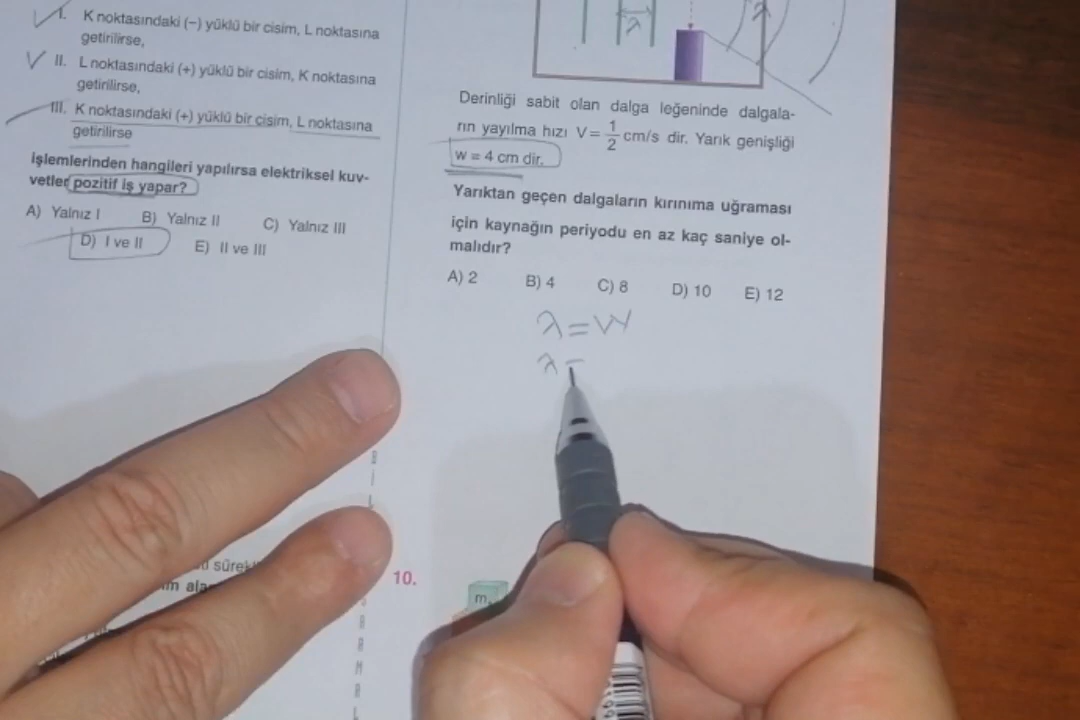 I. K noktasındaki (−) yüklü bir cisim, L noktasına
getirilirse,
II. L noktasındaki (+) yüklü bir cisim, K noktasına
getirilirse,
III. K noktasındaki (+) yüklü bir cisim, L noktasına
getirilirse
işlemlerinden hangileri yapılırsa elektriksel kuv-
vetler pozitif iş yapar?
A) Yalnız I B) Yalnız II C) Yalnız III
D) I ve II E) II ve III
λ
Derinliği sabit olan dalga leğeninde dalgala-
rın yayılma hızı V= 1/2 cm/s dir. Yarık genişliği
w = 4 cm dir.
Yarıktan geçen dalgaların kırınıma uğraması
için kaynağın periyodu en az kaç saniye ol-
malıdır?
A) 2 B) 4 C) 8 D) 10 E) 12
λ = W
λ =
10.
m